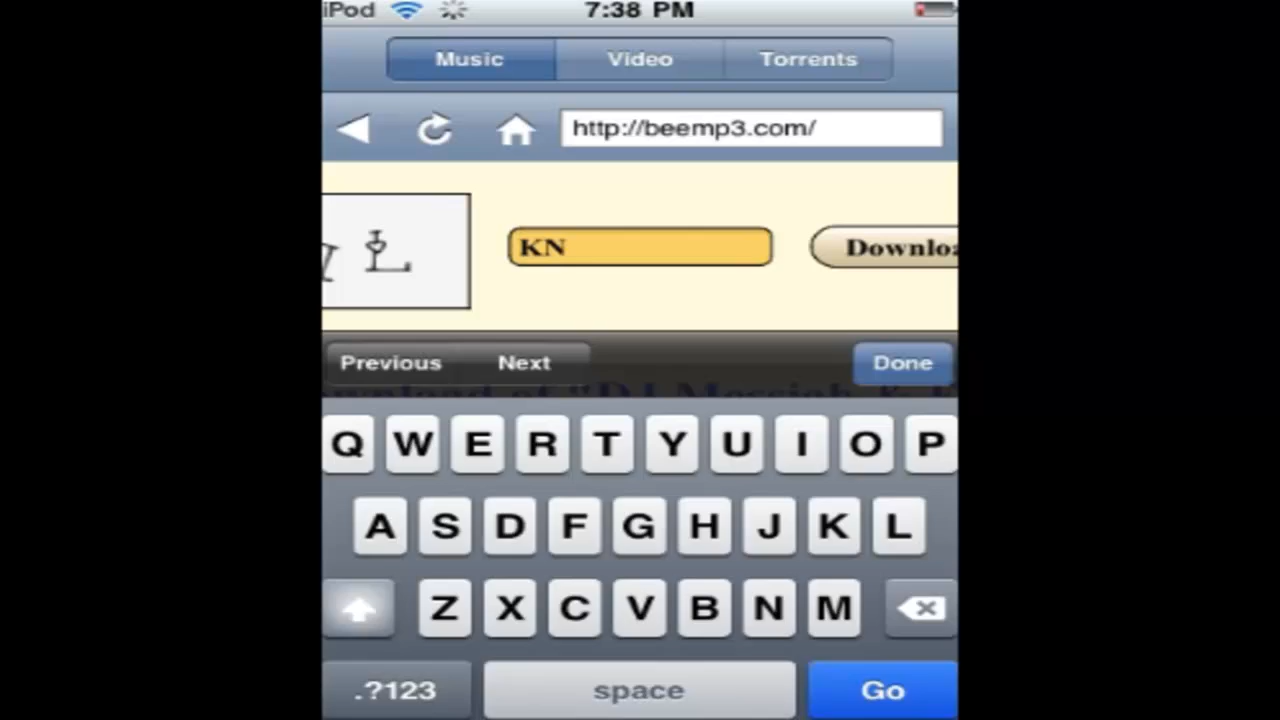 iPod 7:38 PM
Music Video Torrents
http://beemp3.com/
L KN Downloa
Previous Next Done
Q W E R T Y U I O P
A S D F G H J K L
Z X C V B N M
.?123 space Go